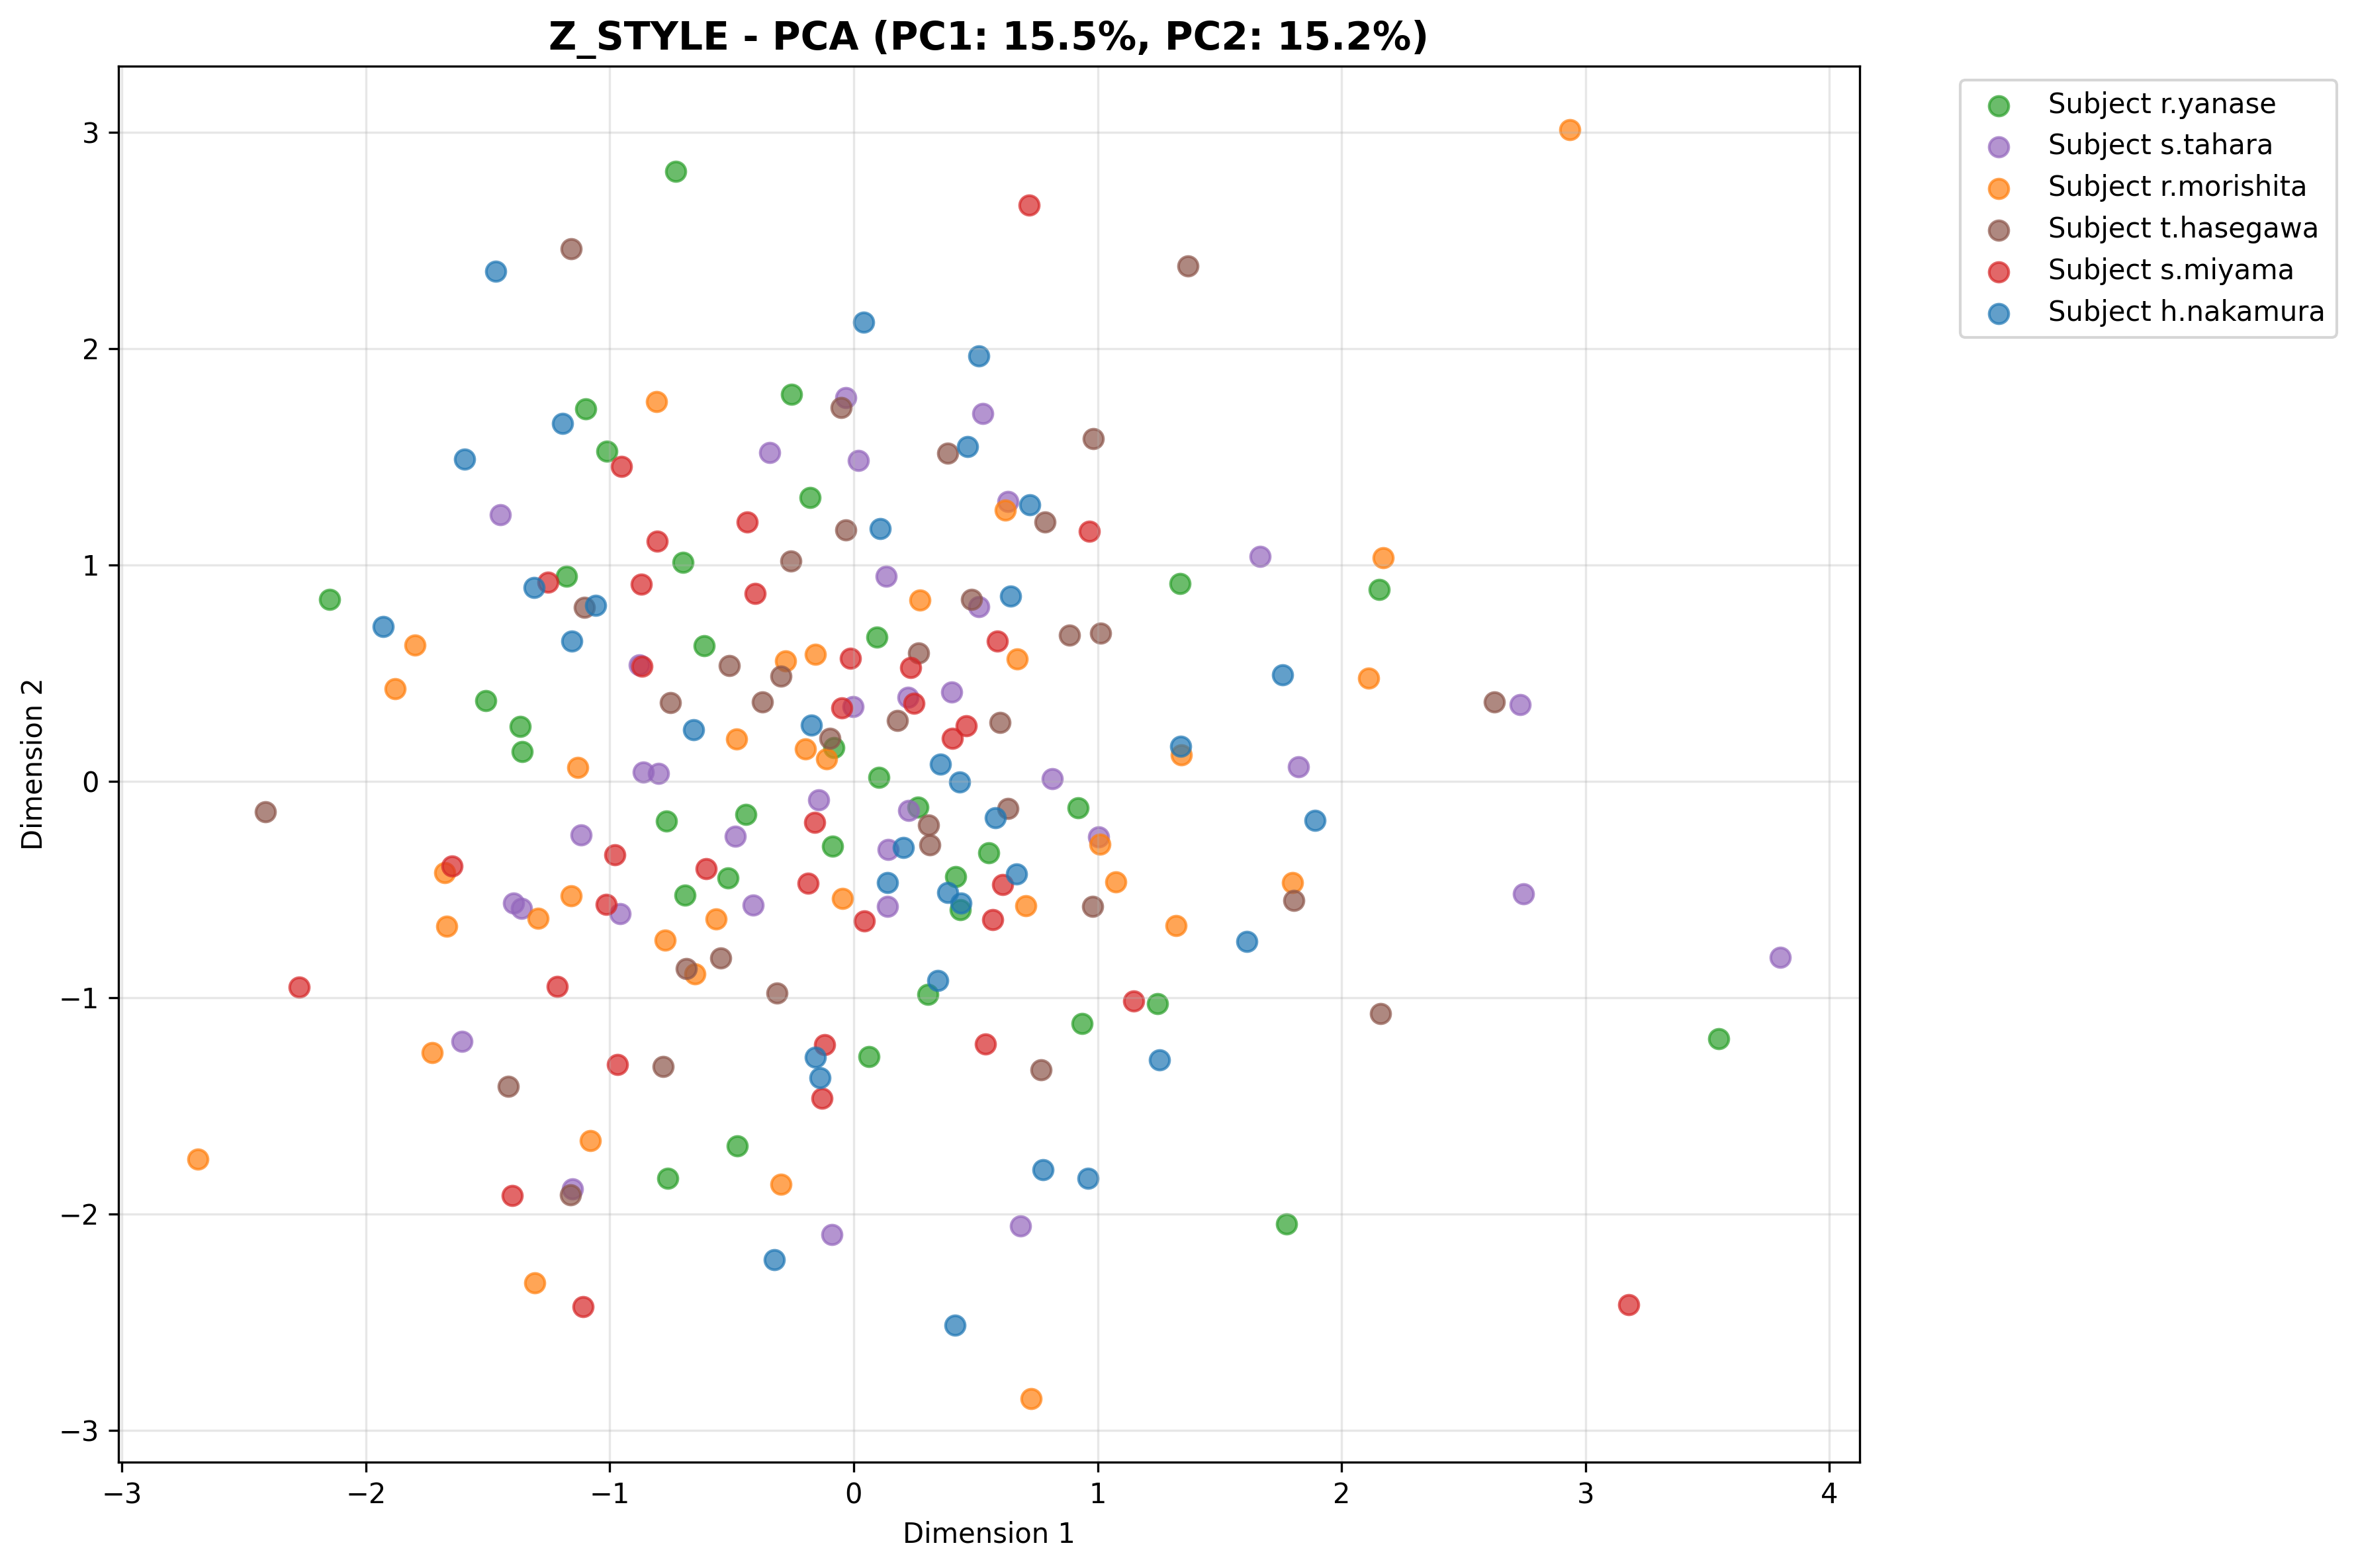 Z_STYLE - PCA (PC1: 15.5%, PC2: 15.2%)
Subject r.yanase
Subject s.tahara
Subject r.morishita
Subject t.hasegawa
Subject s.miyama
Subject h.nakamura
3
2
1
0
−1
−2
−3
Dimension 2
−3
−2
−1
0
1
2
3
4
Dimension 1